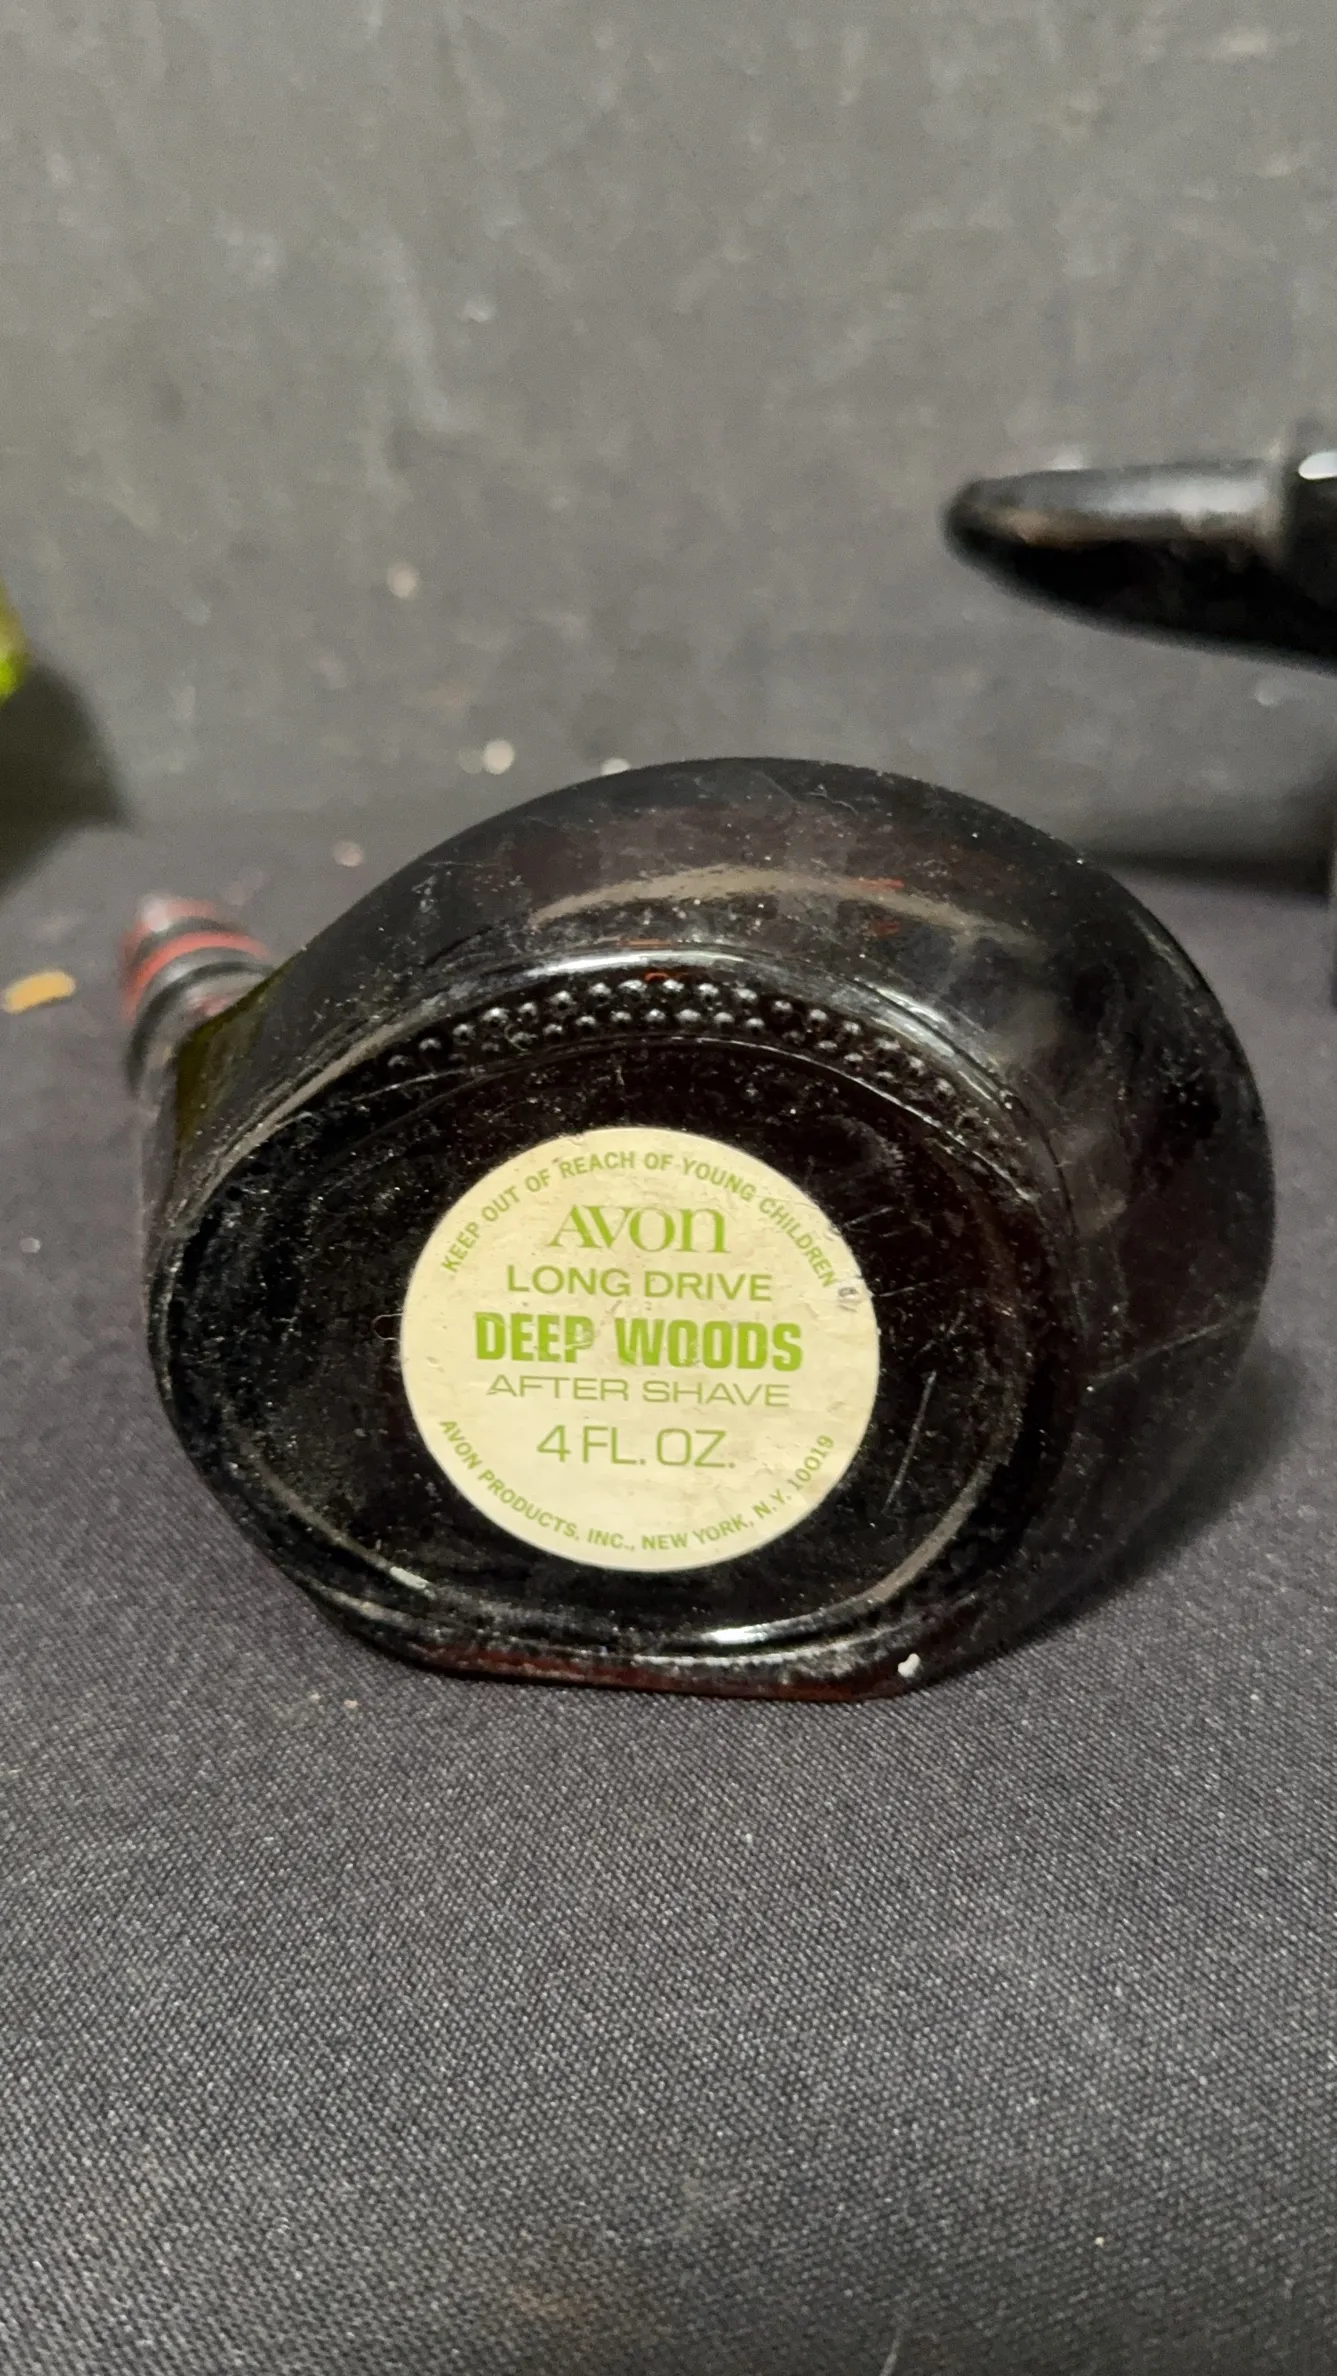 KEEP OUT OF REACH OF YOUNG CHILDREN
AVON
LONG DRIVE
DEEP WOODS
AFTER SHAVE
4 FL. OZ.
AVON PRODUCTS, INC., NEW YORK, N.Y. 10019